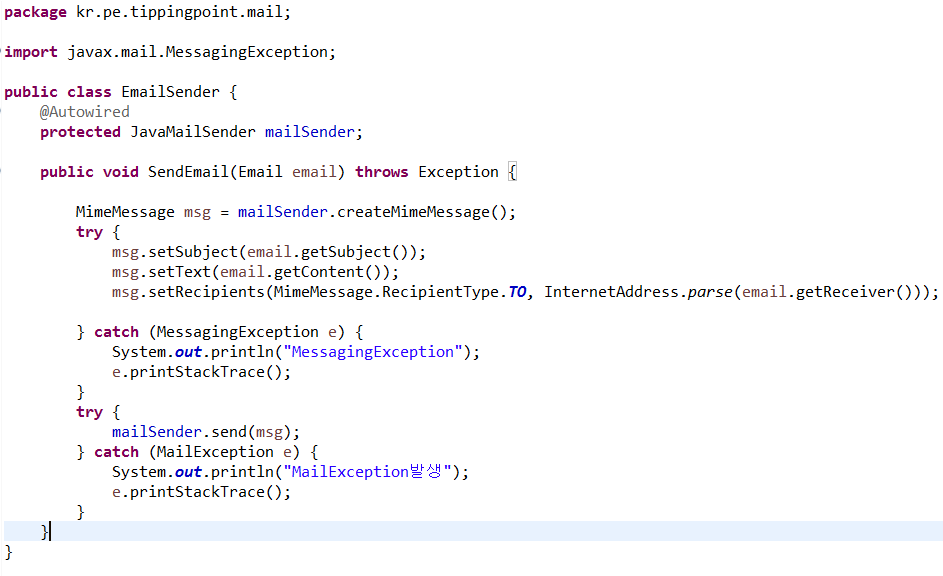 package kr.pe.tippingpoint.mail;
import javax.mail.MessagingException;
public class EmailSender {
@Autowired
protected JavaMailSender mailSender;
public void SendEmail(Email email) throws Exception {
MimeMessage msg = mailSender.createMimeMessage();
try {
msg.setSubject(email.getSubject());
msg.setText(email.getContent());
msg.setRecipients(MimeMessage.RecipientType.TO, InternetAddress.parse(email.getReceiver()));
} catch (MessagingException e) {
System.out.println("MessagingException");
e.printStackTrace();
}
try {
mailSender.send(msg);
} catch (MailException e) {
System.out.println("MailException발생");
e.printStackTrace();
}
}
}